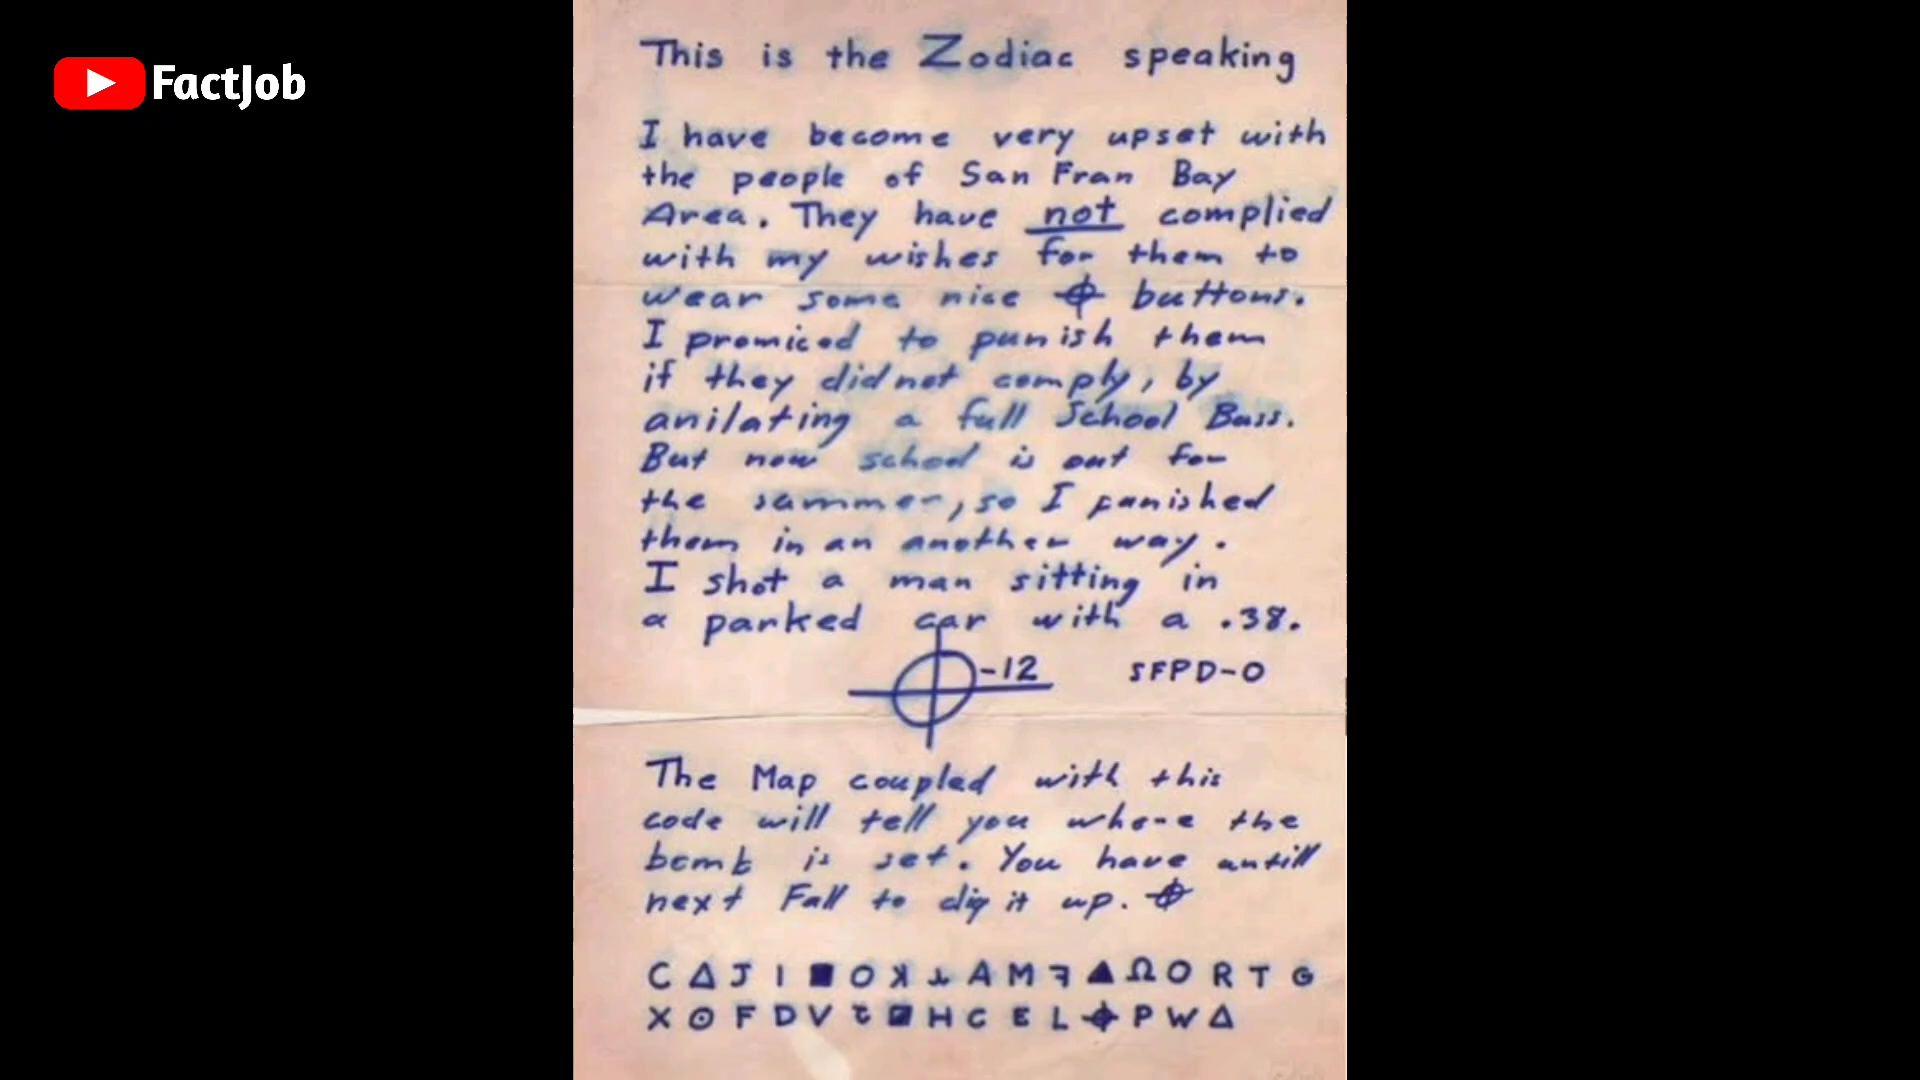 FactJob
This is the Zodiac speaking
I have become very upset with
the people of San Fran Bay
Area. They have not complied
with my wishes for them to
wear some nice ⌖ buttons.
I promiced to punish them
if they did not comply, by
anilating a full School Buss.
But now school is out for
the summer, so I punished
them in an another way.
I shot a man sitting in
a parked car with a .38.
⌖-12 SFPD-0
The Map coupled with this
code will tell you where the
bomb is set. You have untill
next Fall to dig it up. ⌖
C Δ J I ■ O ꓘ ⅄ A M ꟻ ▲ Ω O R T G
X ⊙ F D V ⊏ H C E L ⌖ P W Δ